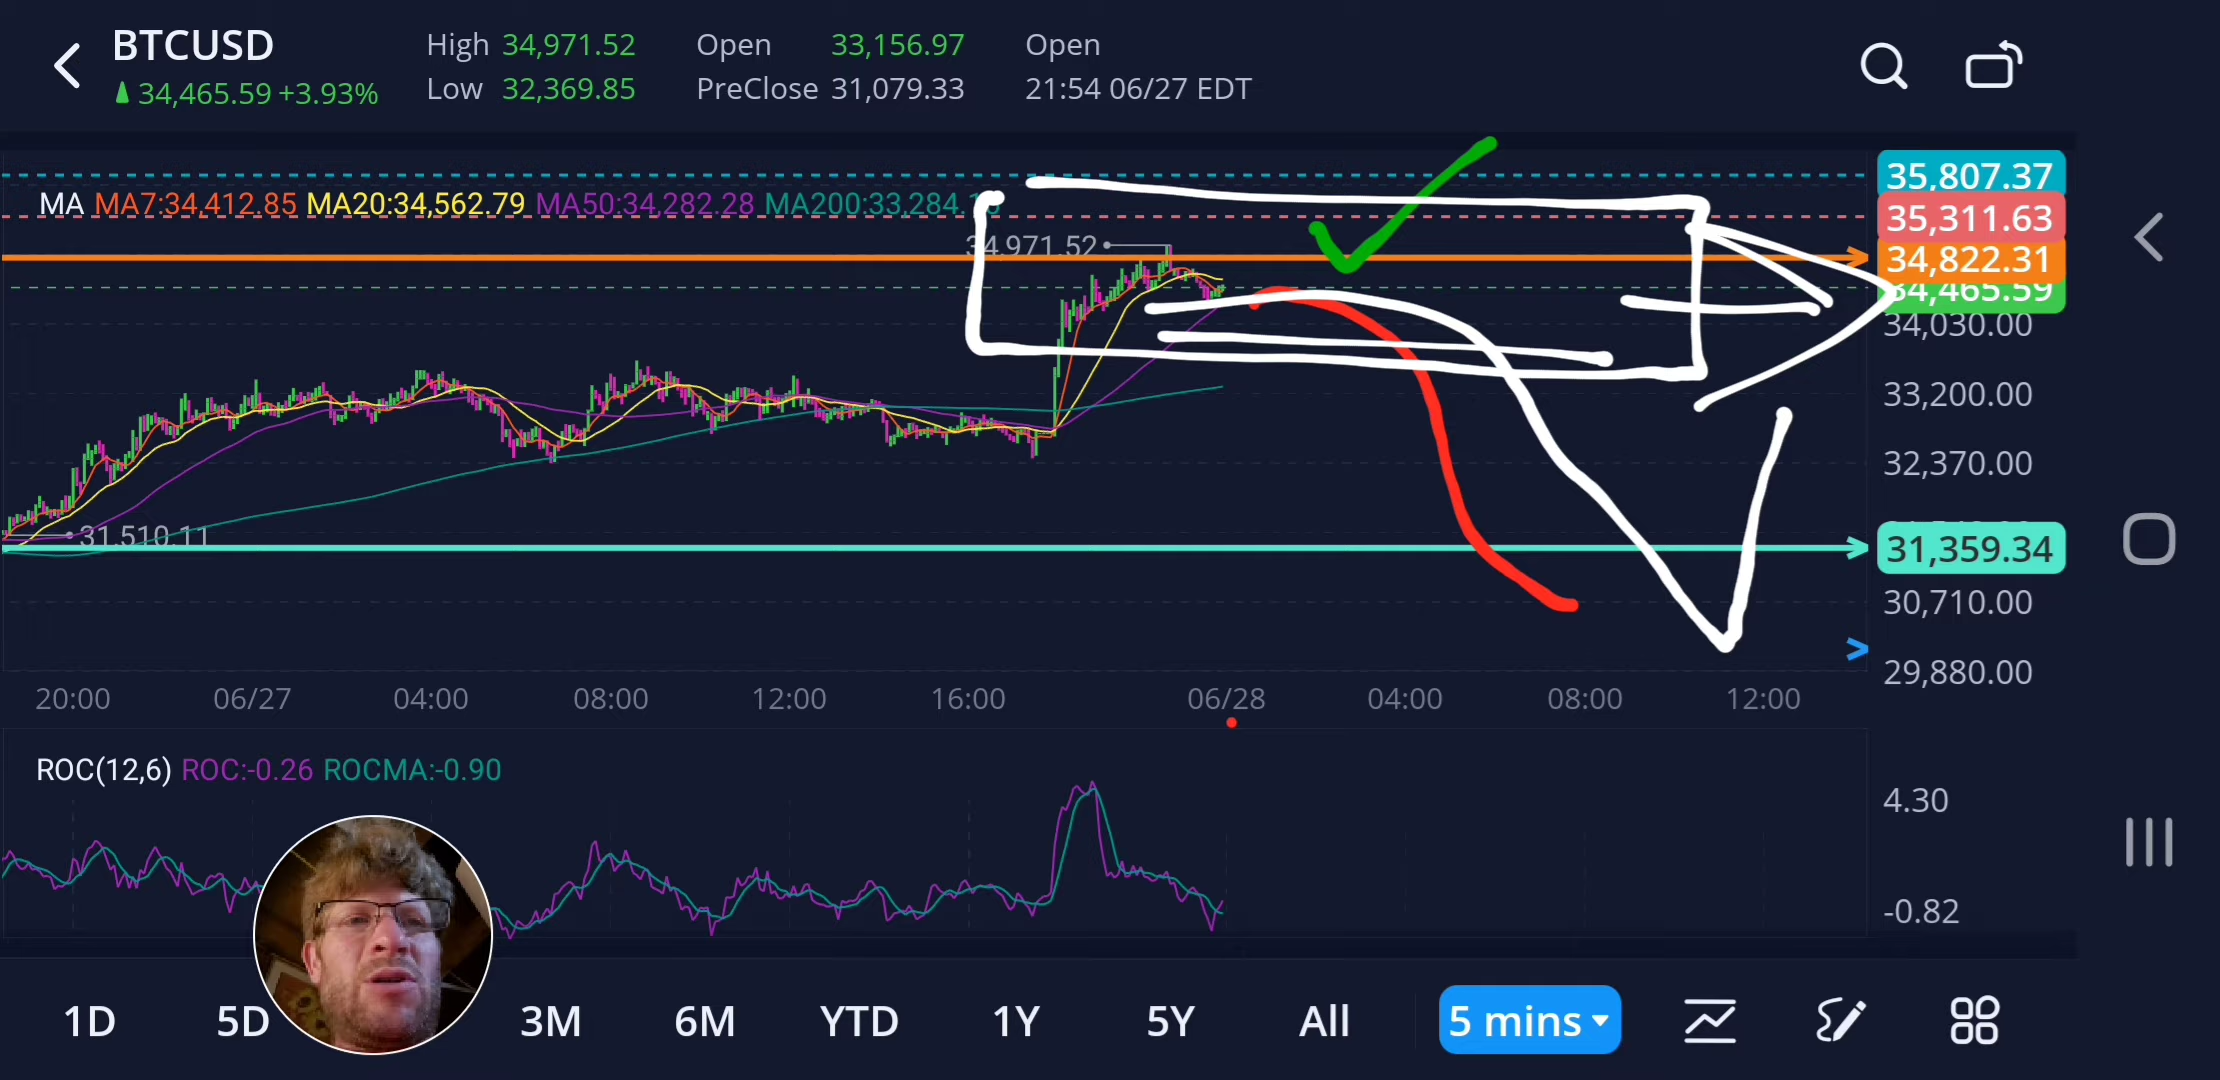 BTCUSD
34,465.59 +3.93%
High 34,971.52
Low 32,369.85
Open 33,156.97
PreClose 31,079.33
Open
21:54 06/27 EDT
MA MA7:34,412.85 MA20:34,562.79 MA50:34,282.28 MA200:33,284.
34,971.52
31,510.11
35,807.37
35,311.63
34,822.31
34,465.59
34,030.00
33,200.00
32,370.00
31,359.34
30,710.00
29,880.00
20:00 06/27 04:00 08:00 12:00 16:00 06/28 04:00 08:00 12:00
ROC(12,6) ROC:-0.26 ROCMA:-0.90
4.30
-0.82
1D 5D 3M 6M YTD 1Y 5Y All 5 mins